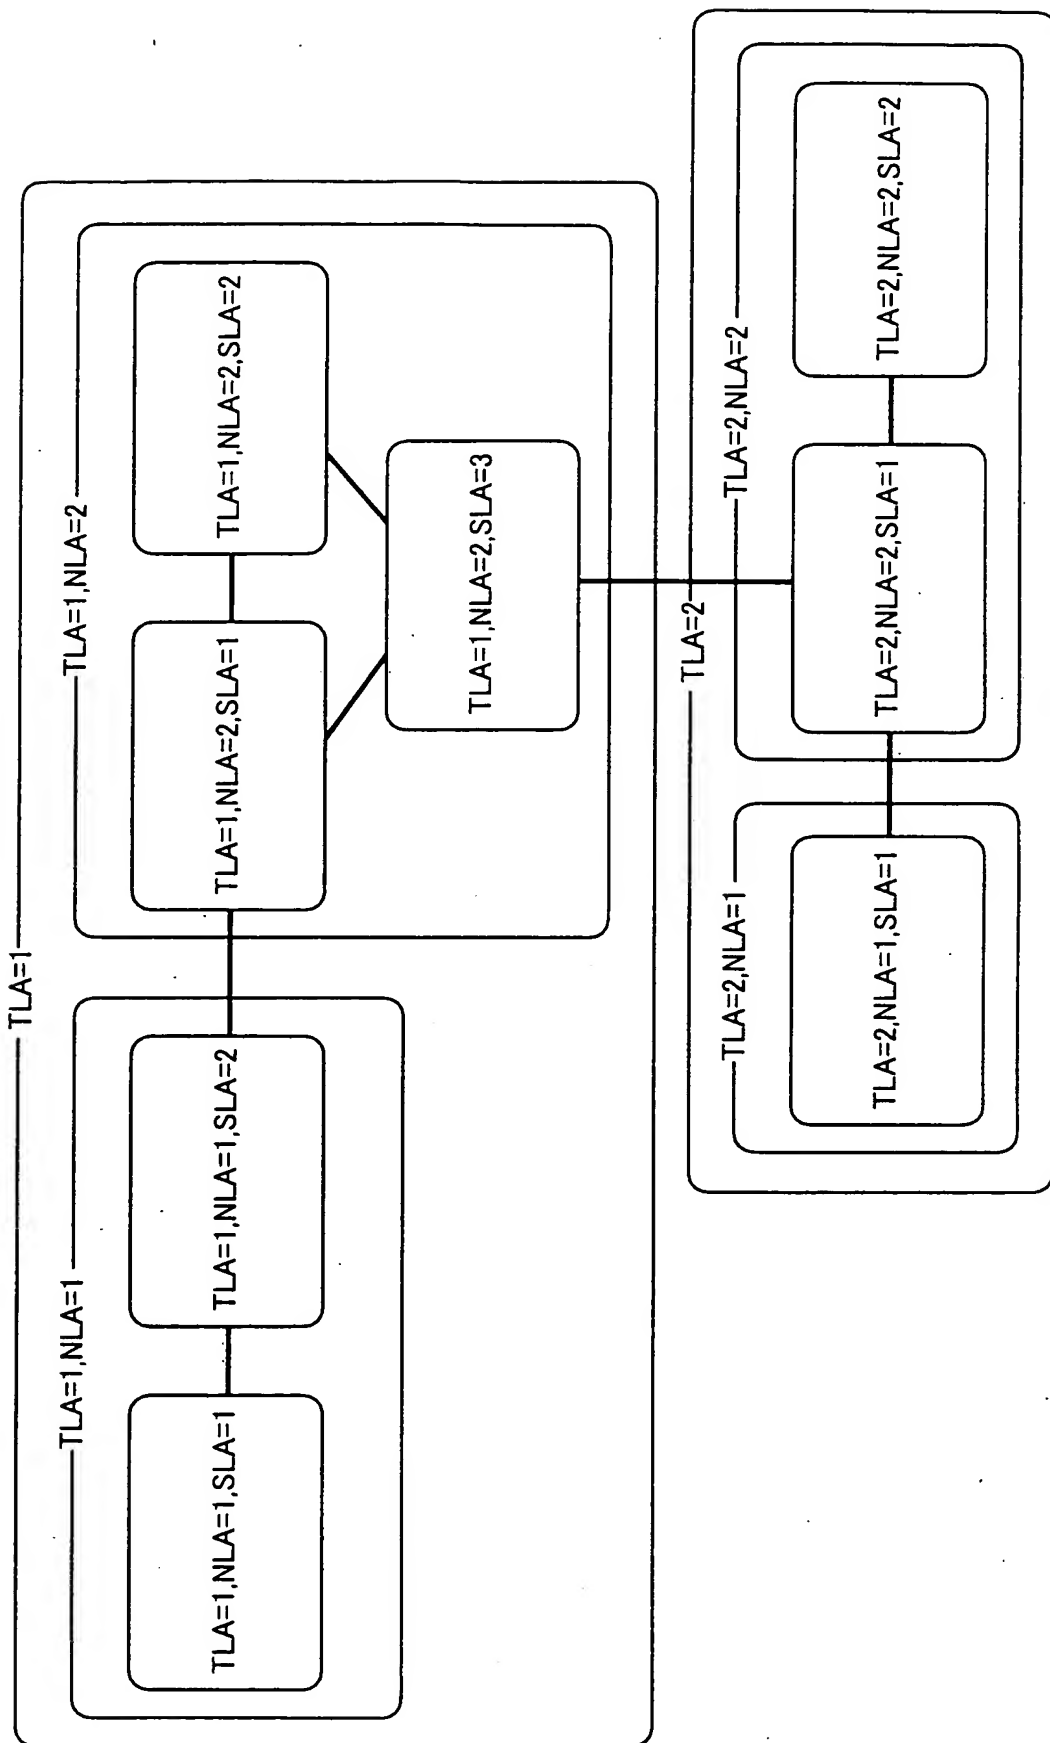 TLA=1
TLA=1,NLA=1
TLA=1,NLA=1,SLA=1
TLA=1,NLA=1,SLA=2
TLA=1,NLA=2
TLA=1,NLA=2,SLA=1
TLA=1,NLA=2,SLA=2
TLA=1,NLA=2,SLA=3
TLA=2
TLA=2,NLA=1
TLA=2,NLA=1,SLA=1
TLA=2,NLA=2
TLA=2,NLA=2,SLA=1
TLA=2,NLA=2,SLA=2